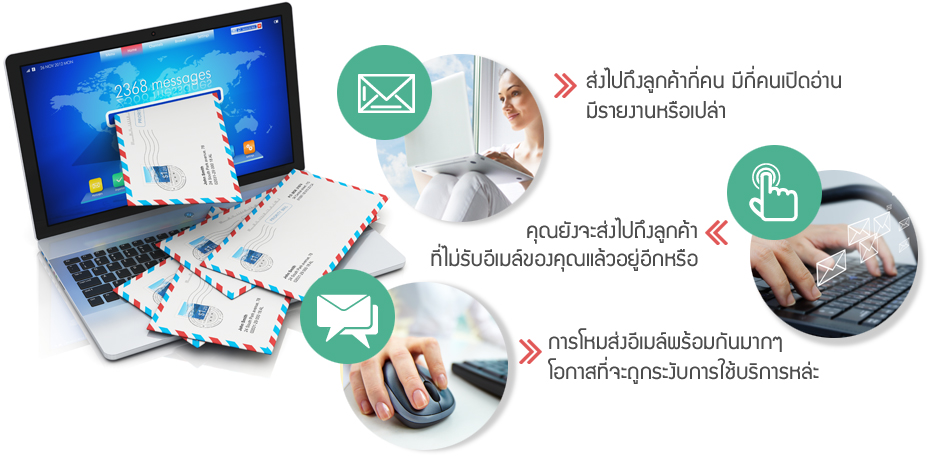 26 NOV 2012 MON
2368 messages
ส่งไปถึงลูกค้ากี่คน มีกี่คนเปิดอ่าน
มีรายงานหรือเปล่า
คุณยังจะส่งไปถึงลูกค้า
ที่ไม่รับอีเมล์ของคุณแล้วอยู่อีกหรือ
การโหมส่งอีเมล์พร้อมกันมากๆ
โอกาสที่จะถูกระงับการใช้บริการหล่ะ